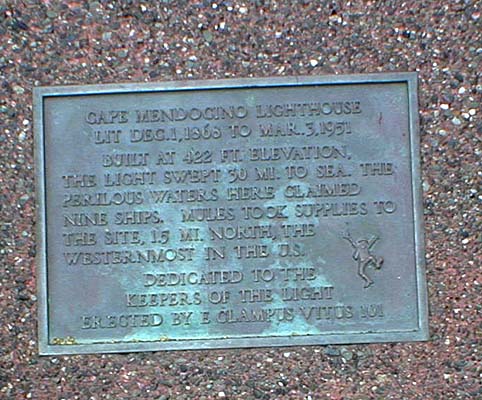 CAPE MENDOCINO LIGHTHOUSE
LIT DEC. 1, 1868 TO MAR. 3, 1951
BUILT AT 422 FT. ELEVATION,
THE LIGHT SWEPT 30 MI. TO SEA. THE
PERILOUS WATERS HERE CLAIMED
NINE SHIPS. MULES TOOK SUPPLIES TO
THE SITE, 1.5 MI. NORTH, THE
WESTERNMOST IN THE U.S.
DEDICATED TO THE
KEEPERS OF THE LIGHT
ERECTED BY E CLAMPUS VITUS 101